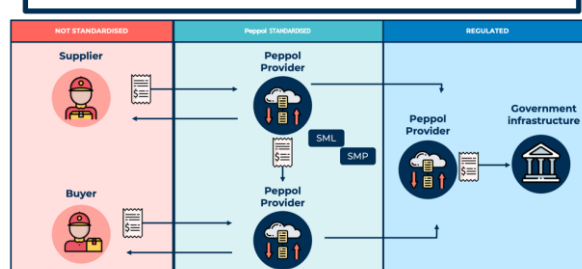 NOT STANDARDISED
Peppol STANDARDISED
REGULATED
Supplier
Peppol
Provider
SML
SMP
Peppol
Provider
Government
infrastructure
Buyer
Peppol
Provider